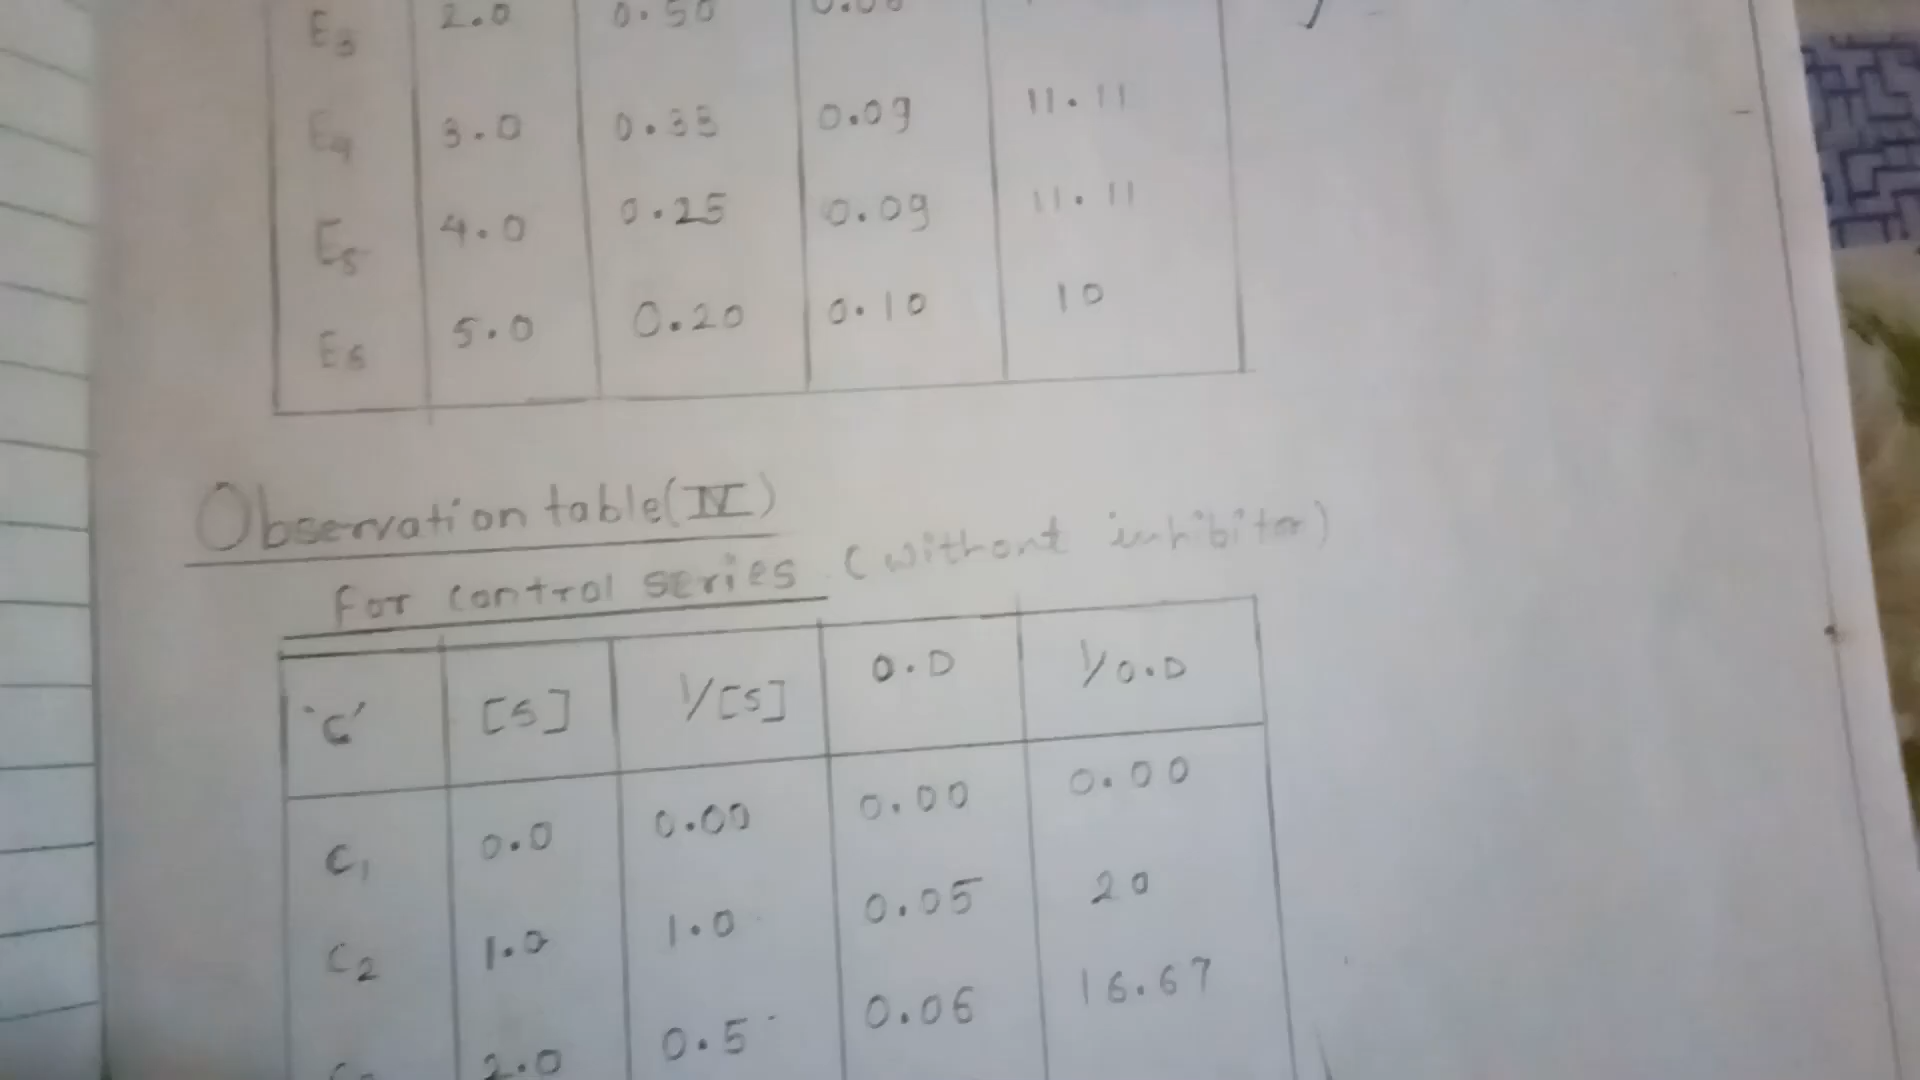 E3 2.0 0.50
E4 3.0 0.33 0.09 11.11
E5 4.0 0.25 0.09 11.11
E6 5.0 0.20 0.10 10
Observation table(IV)
For control series (without inhibitor)
'C' [S] 1/[S] O.D 1/O.D
C1 0.0 0.00 0.00 0.00
C2 1.0 1.0 0.05 20
2.0 0.5 0.06 16.67